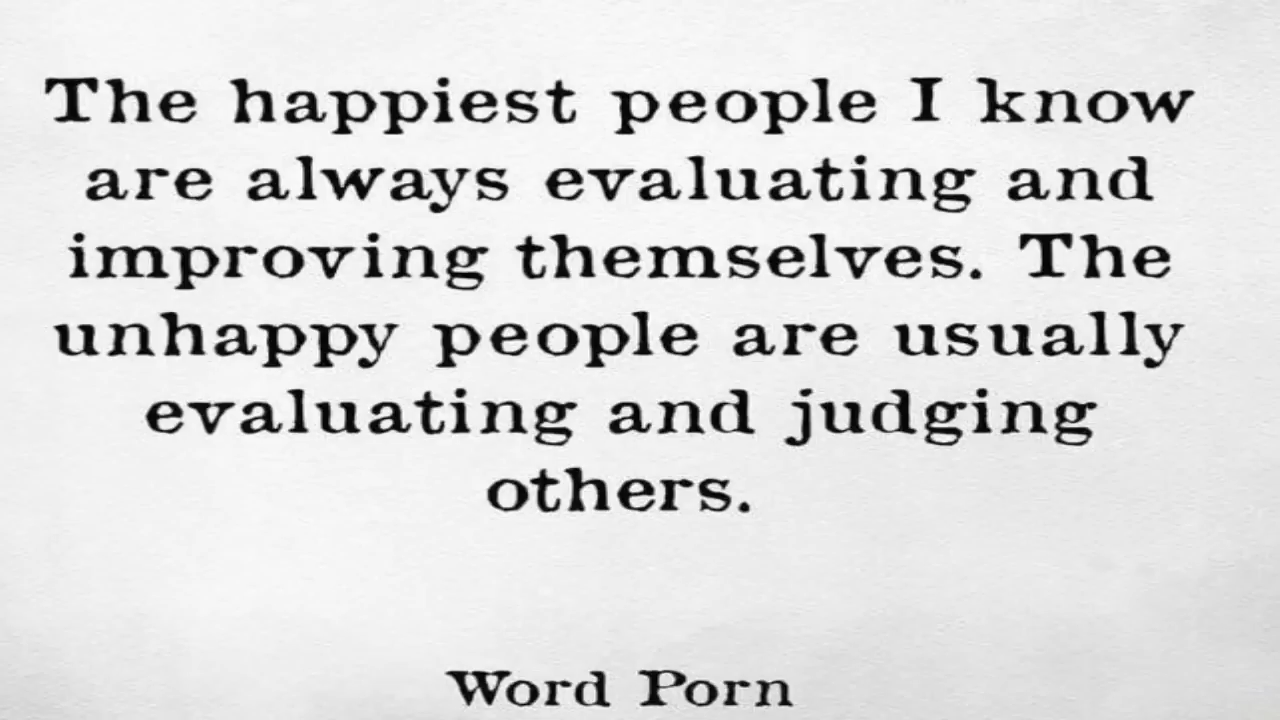 The happiest people I know
are always evaluating and
improving themselves. The
unhappy people are usually
evaluating and judging
others.
Word Porn